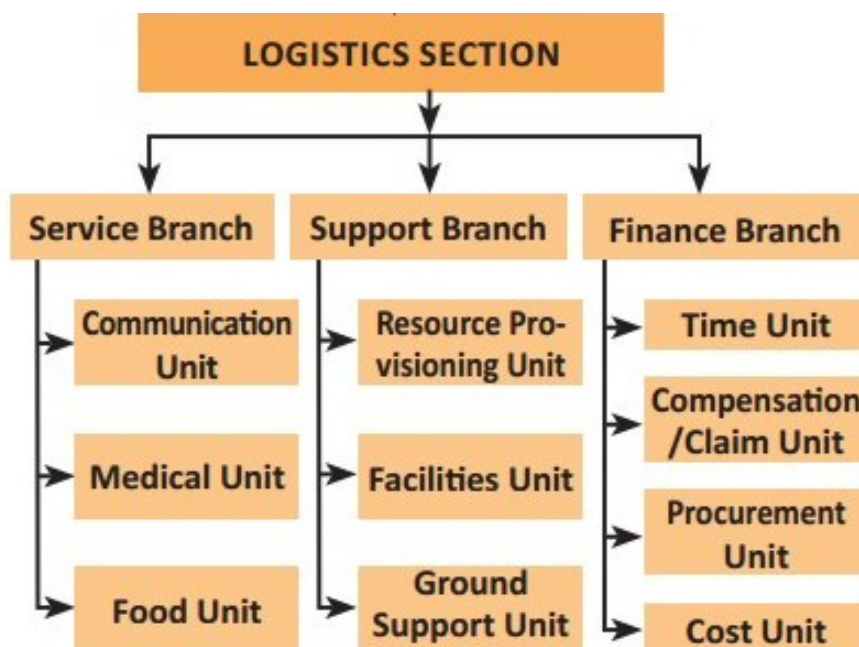 LOGISTICS SECTION
Service Branch
Support Branch
Finance Branch
Communication
Unit
Medical Unit
Food Unit
Resource Pro-
visioning Unit
Facilities Unit
Ground
Support Unit
Time Unit
Compensation
/Claim Unit
Procurement
Unit
Cost Unit